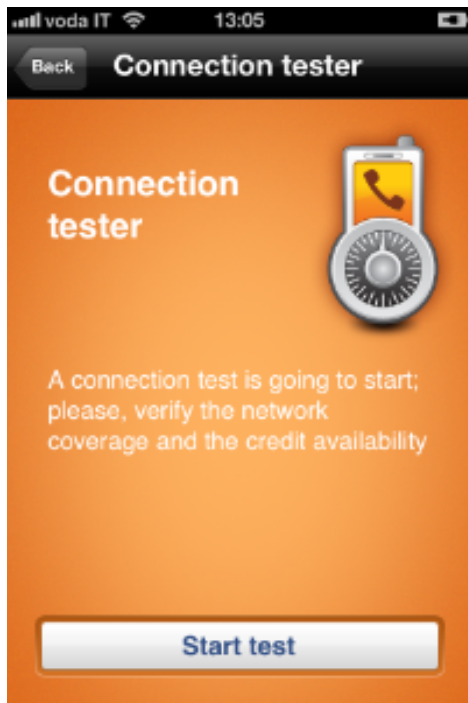 voda IT 13:05
Back Connection tester
Connection
tester
A connection test is going to start;
please, verify the network
coverage and the credit availability
Start test